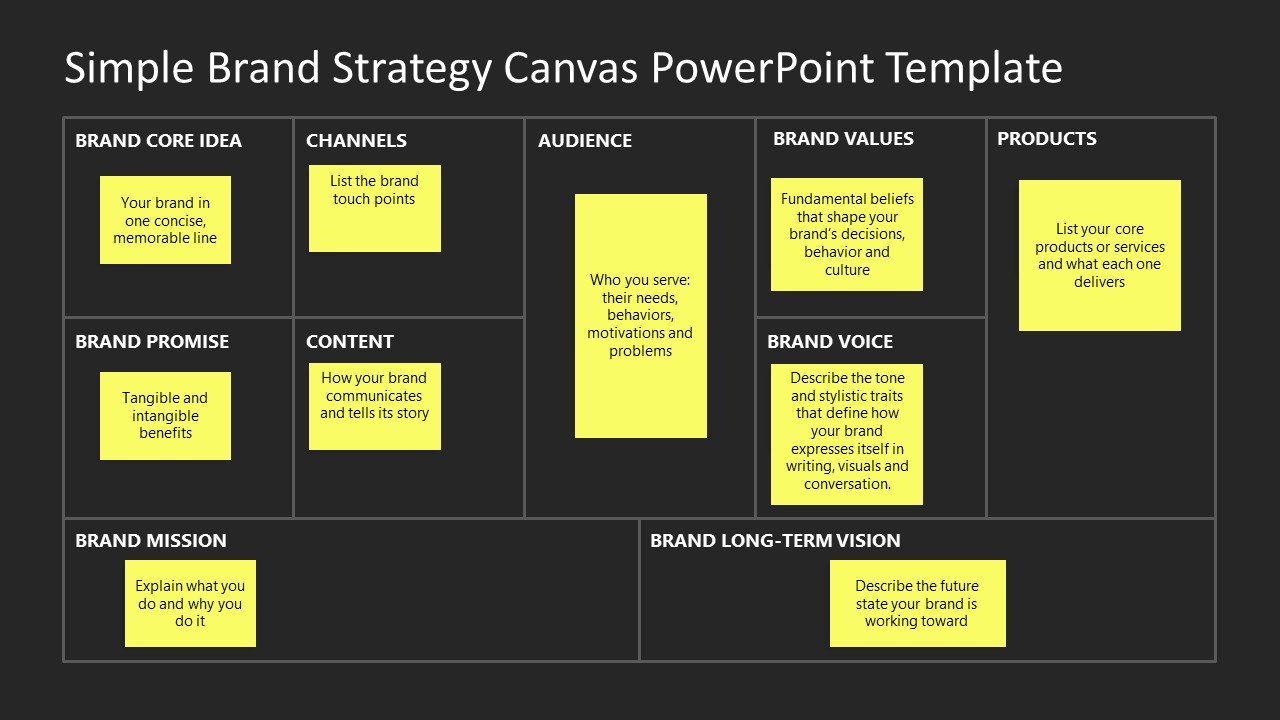 Simple Brand Strategy Canvas PowerPoint Template
BRAND CORE IDEA
Your brand in
one concise,
memorable line
CHANNELS
List the brand
touch points
AUDIENCE
Who you serve:
their needs,
behaviors,
motivations and
problems
BRAND VALUES
Fundamental beliefs
that shape your
brand’s decisions,
behavior and
culture
PRODUCTS
List your core
products or services
and what each one
delivers
BRAND PROMISE
Tangible and
intangible
benefits
CONTENT
How your brand
communicates
and tells its story
BRAND VOICE
Describe the tone
and stylistic traits
that define how
your brand
expresses itself in
writing, visuals and
conversation.
BRAND MISSION
Explain what you
do and why you
do it
BRAND LONG-TERM VISION
Describe the future
state your brand is
working toward